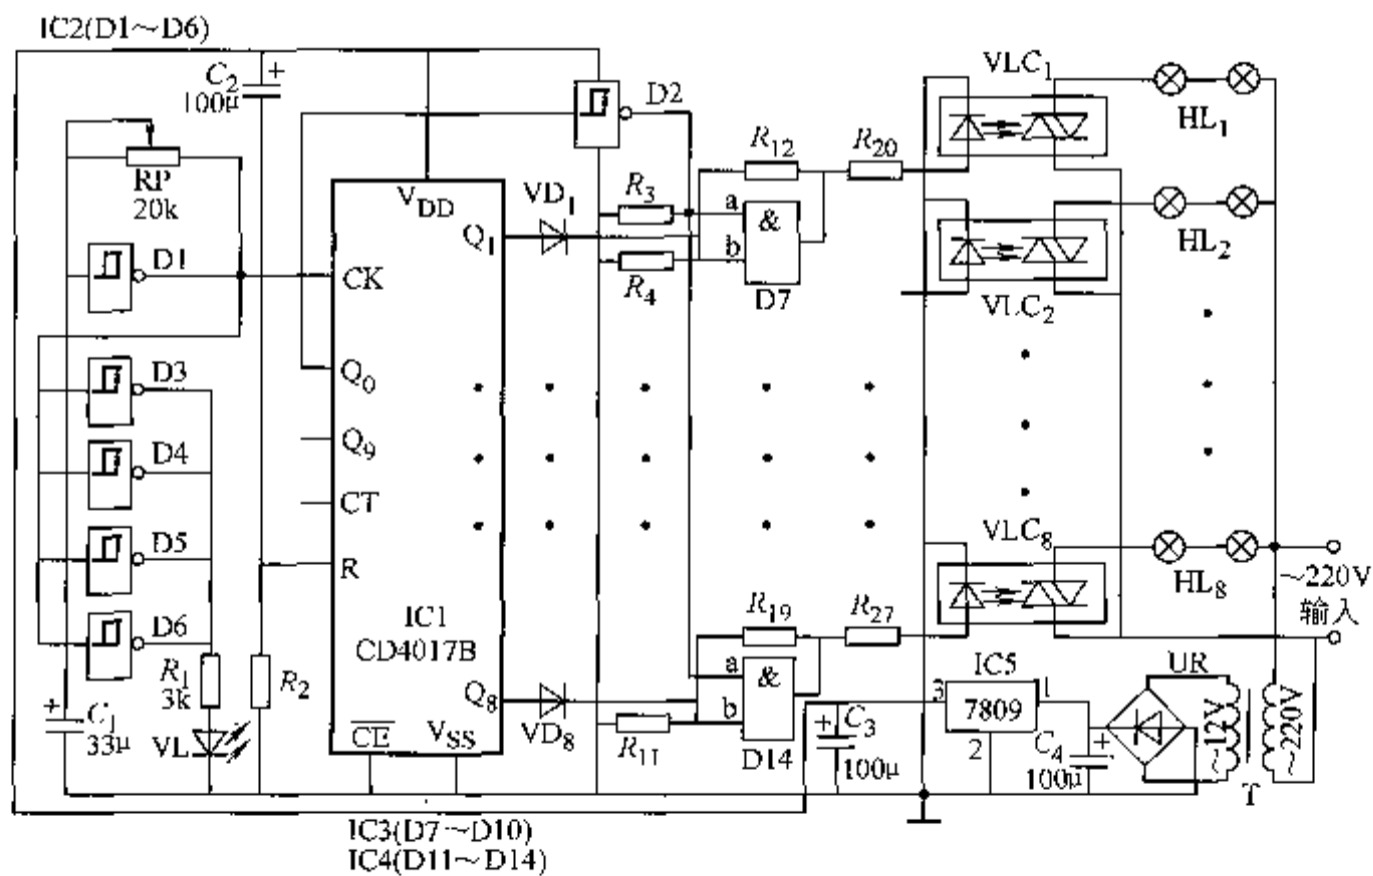 IC2(D1～D6)
C2
100μ
+
RP
20k
D1
D3
D4
D5
D6
R1
3k
VL
+
C1
33μ
R2
VDD
CK
Q0
Q9
CT
R
IC1
CD4017B
CE
VSS
Q1
Q8
VD1
VD8
D2
R3
R4
R11
a
&
b
D7
R12
R20
a
&
b
D14
R19
R27
VLC1
VLC2
VLC8
HL1
HL2
HL8
～220V
输入
IC5
7809
3
1
2
+
C3
100μ
C4
+
100μ
UR
～12V
～220V
T
IC3(D7～D10)
IC4(D11～D14)